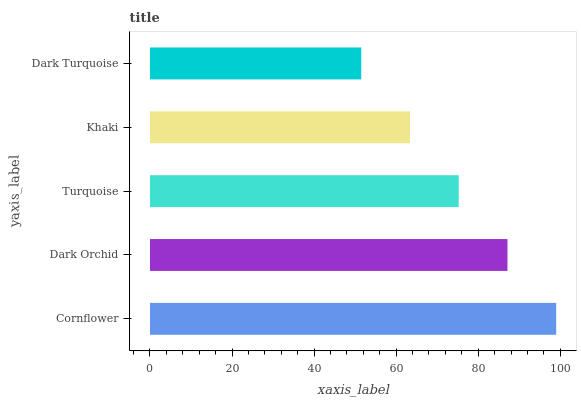 title
Dark Turquoise
Khaki
Turquoise
Dark Orchid
Cornflower
yaxis_label
0 20 40 60 80 100
xaxis_label